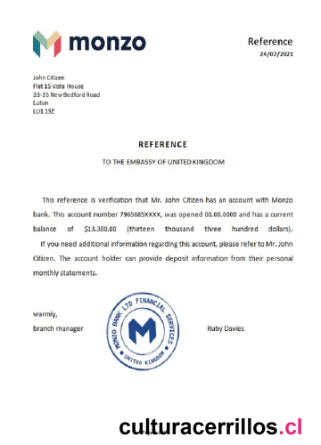 monzo
Reference
24/02/2021
John Citizen
Flat 15 Vista House
33-35 New Bedford Road
Luton
LU1 1SE
REFERENCE
TO THE EMBASSY OF UNITED KINGDOM
This reference is verification that Mr. John Citizen has an account with Monzo
bank. This account number 7965685XXXX, was opened 00.00.0000 and has a current
balance of $13.300.00 (thirteen thousand three hundred dollars).
If you need additional information regarding this account, please refer to Mr. John
Citizen. The account holder can provide deposit information from their personal
monthly statements.
warmly,
branch manager
MONZO BANK LTD FINANCIAL SERVICES
UNITED KINGDOM
Ruby Davies
culturacerrillos.cl